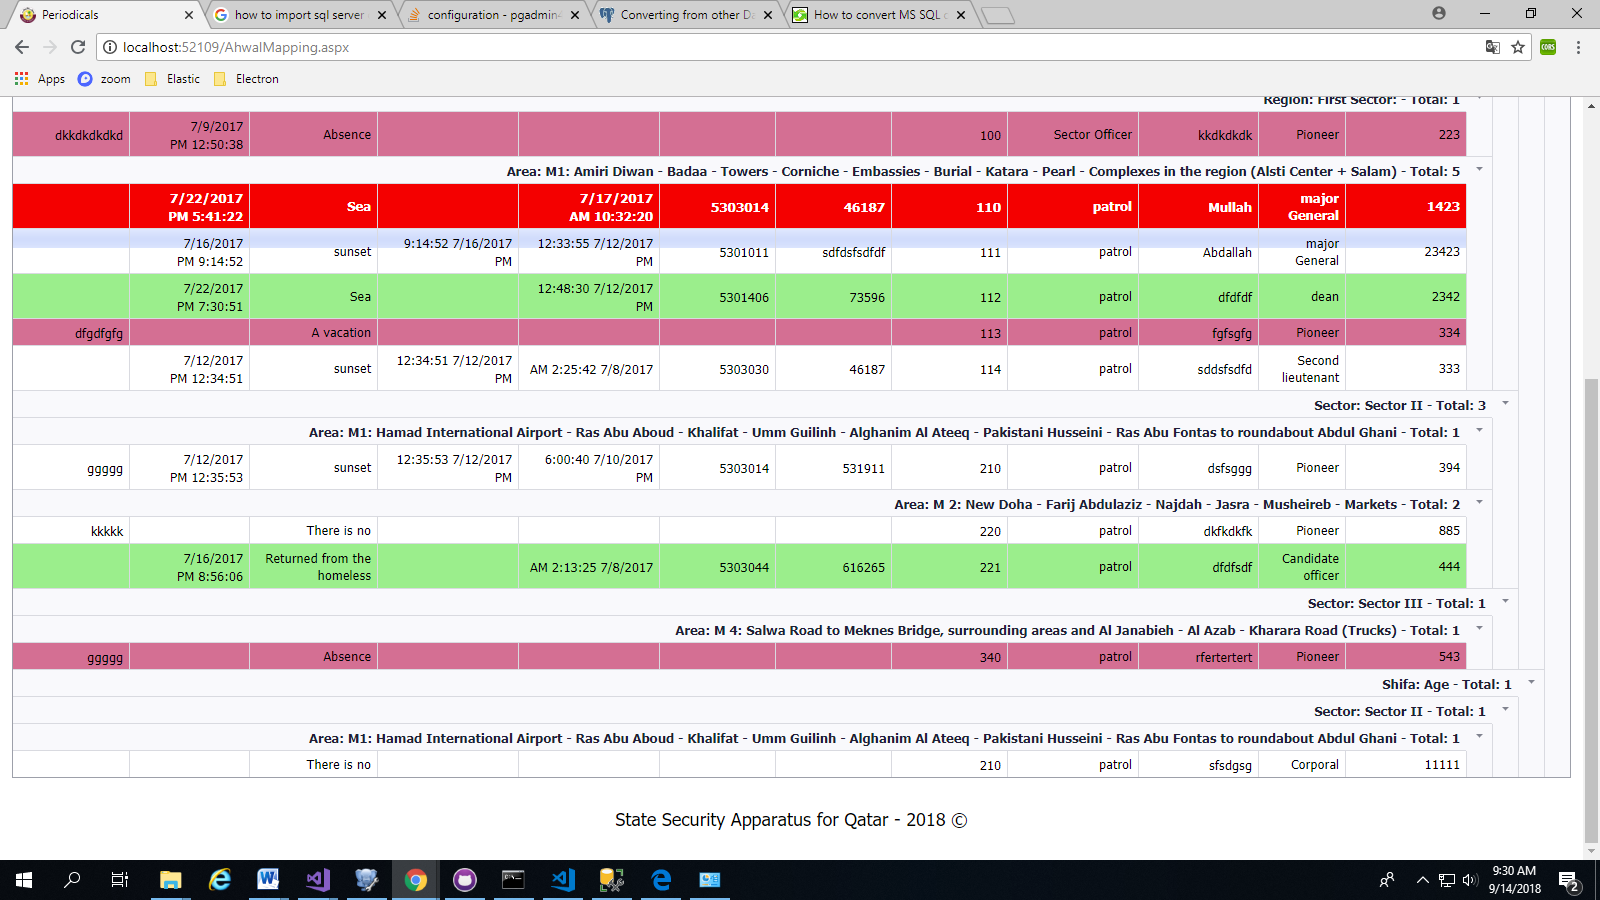 Periodicals
how to import sql server
configuration - pgadmin4
Converting from other Da
How to convert MS SQL
localhost:52109/AhwalMapping.aspx
CORS
Apps
zoom
Elastic
Electron
Region: First Sector: - Total: 1
dkkdkdkdkd 7/9/2017 Absence 100 Sector Officer kkdkdkdk Pioneer 223
PM 12:50:38
Area: M1: Amiri Diwan - Badaa - Towers - Corniche - Embassies - Burial - Katara - Pearl - Complexes in the region (Alsti Center + Salam) - Total: 5
7/22/2017 Sea 7/17/2017 5303014 46187 110 patrol Mullah major 1423
PM 5:41:22 AM 10:32:20 General
7/16/2017 sunset 9:14:52 7/16/2017 12:33:55 7/12/2017 5301011 sdfdsfsdfdf 111 patrol Abdallah major 23423
PM 9:14:52 PM PM General
7/22/2017 Sea 12:48:30 7/12/2017 5301406 73596 112 patrol dfdfdf dean 2342
PM 7:30:51 PM
dfgdfgfg A vacation 113 patrol fgfsgfg Pioneer 334
7/12/2017 sunset 12:34:51 7/12/2017 AM 2:25:42 7/8/2017 5303030 46187 114 patrol sddsfsdfd Second 333
PM 12:34:51 PM lieutenant
Sector: Sector II - Total: 3
Area: M1: Hamad International Airport - Ras Abu Aboud - Khalifat - Umm Guilinh - Alghanim Al Ateeq - Pakistani Husseini - Ras Abu Fontas to roundabout Abdul Ghani - Total: 1
ggggg 7/12/2017 sunset 12:35:53 7/12/2017 6:00:40 7/10/2017 5303014 531911 210 patrol dsfsggg Pioneer 394
PM 12:35:53 PM PM
Area: M 2: New Doha - Farij Abdulaziz - Najdah - Jasra - Musheireb - Markets - Total: 2
kkkkk There is no 220 patrol dkfkdkfk Pioneer 885
7/16/2017 Returned from the AM 2:13:25 7/8/2017 5303044 616265 221 patrol dfdfsdf Candidate 444
PM 8:56:06 homeless officer
Sector: Sector III - Total: 1
Area: M 4: Salwa Road to Meknes Bridge, surrounding areas and Al Janabieh - Al Azab - Kharara Road (Trucks) - Total: 1
ggggg Absence 340 patrol rfertertert Pioneer 543
Shifa: Age - Total: 1
Sector: Sector II - Total: 1
Area: M1: Hamad International Airport - Ras Abu Aboud - Khalifat - Umm Guilinh - Alghanim Al Ateeq - Pakistani Husseini - Ras Abu Fontas to roundabout Abdul Ghani - Total: 1
There is no 210 patrol sfsdgsg Corporal 11111
State Security Apparatus for Qatar - 2018 ©
9:30 AM
9/14/2018
2